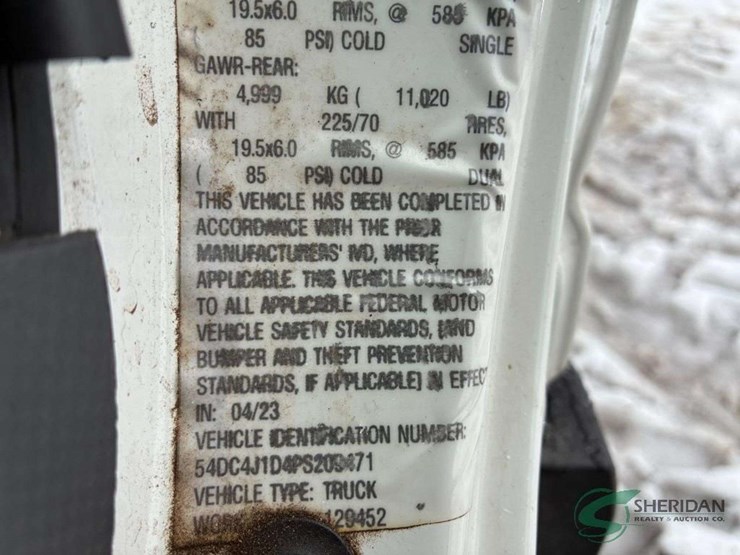 19.5x6.0 RIMS, @ 585 KPA
( 85 PSI) COLD SINGLE
GAWR-REAR:
4,999 KG ( 11,020 LB)
WITH 225/70 TIRES,
19.5x6.0 RIMS, @ 585 KPA
( 85 PSI) COLD DUAL
THIS VEHICLE HAS BEEN COMPLETED IN
ACCORDANCE WITH THE PRIOR
MANUFACTURERS' IVD, WHERE
APPLICABLE. THIS VEHICLE CONFORMS
TO ALL APPLICABLE FEDERAL MOTOR
VEHICLE SAFETY STANDARDS, [AND
BUMPER AND THEFT PREVENTION
STANDARDS, IF APPLICABLE] IN EFFECT
IN: 04/23
VEHICLE IDENTIFICATION NUMBER:
54DC4J1D4PS209471
VEHICLE TYPE: TRUCK
129452
SHERIDAN
REALTY & AUCTION CO.